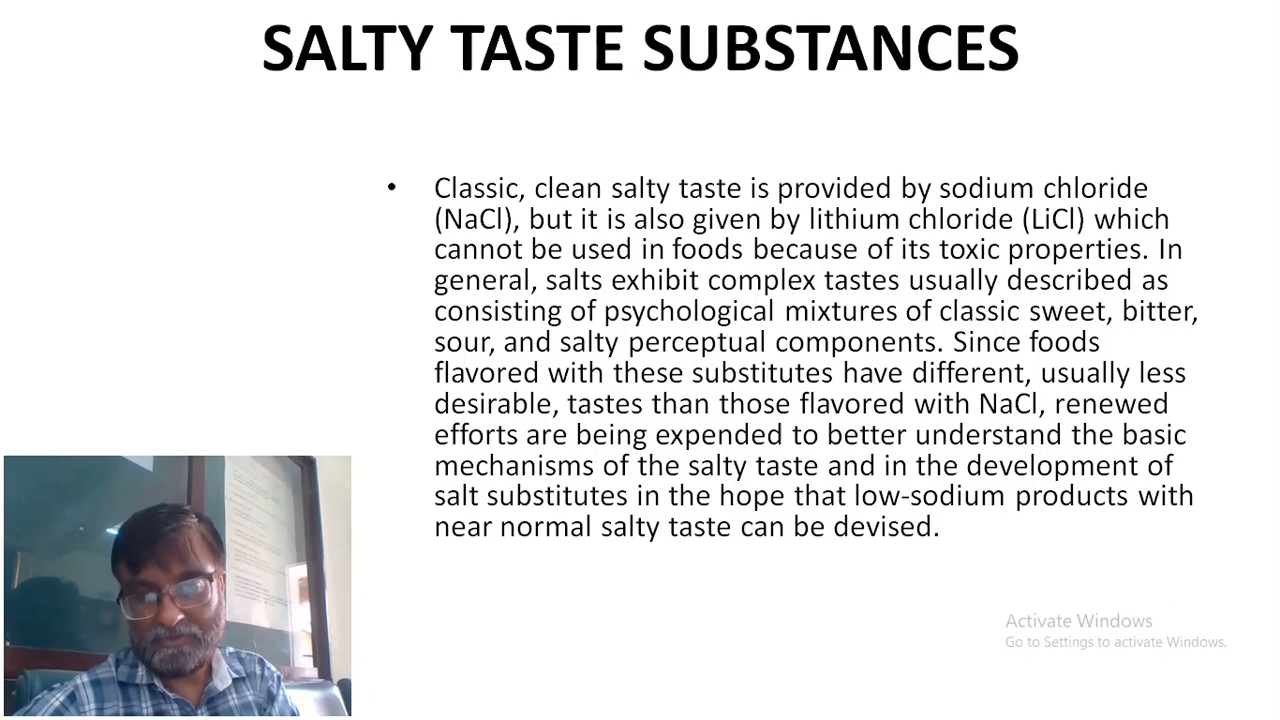 SALTY TASTE SUBSTANCES
• Classic, clean salty taste is provided by sodium chloride
(NaCl), but it is also given by lithium chloride (LiCl) which
cannot be used in foods because of its toxic properties. In
general, salts exhibit complex tastes usually described as
consisting of psychological mixtures of classic sweet, bitter,
sour, and salty perceptual components. Since foods
flavored with these substitutes have different, usually less
desirable, tastes than those flavored with NaCl, renewed
efforts are being expended to better understand the basic
mechanisms of the salty taste and in the development of
salt substitutes in the hope that low-sodium products with
near normal salty taste can be devised.
Activate Windows
Go to Settings to activate Windows.